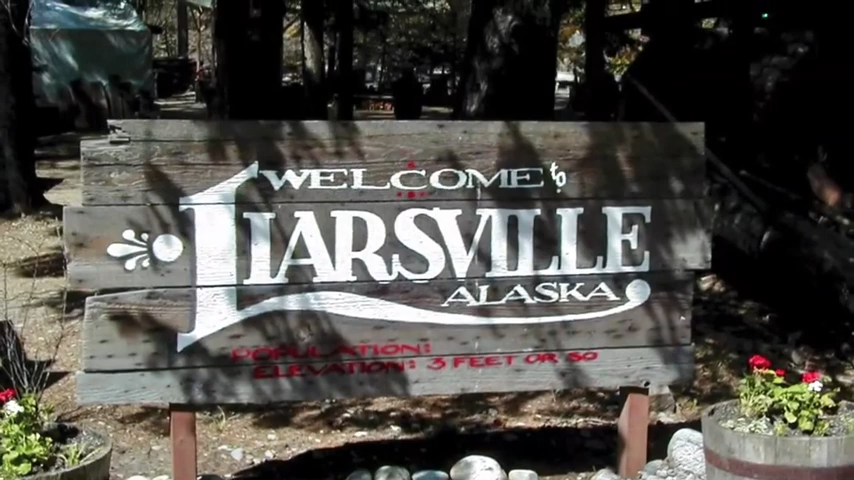 WELCOME to
LIARSVILLE
ALASKA
POPULATION:
ELEVATION: 3 FEET OR SO